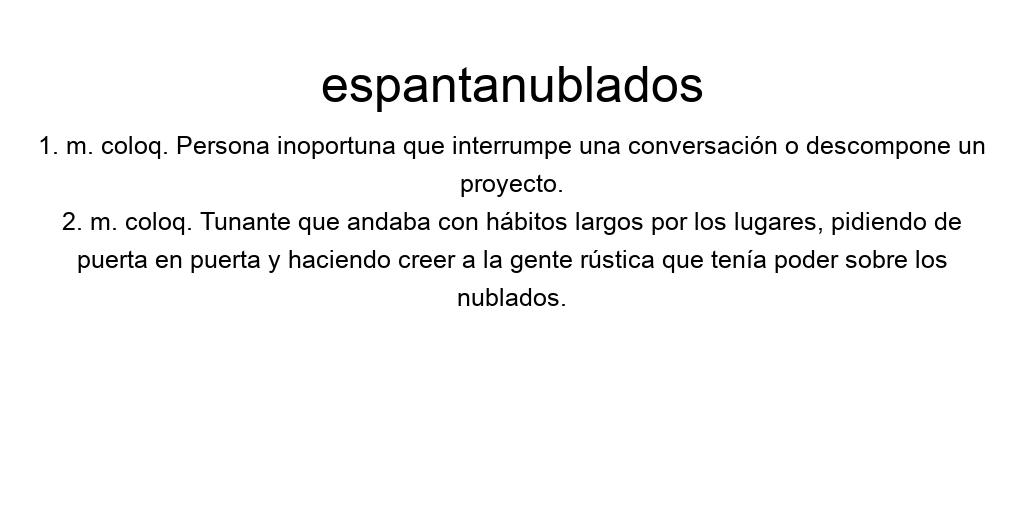 espantanublados
1. m. coloq. Persona inoportuna que interrumpe una conversación o descompone un
proyecto.
2. m. coloq. Tunante que andaba con hábitos largos por los lugares, pidiendo de
puerta en puerta y haciendo creer a la gente rústica que tenía poder sobre los
nublados.